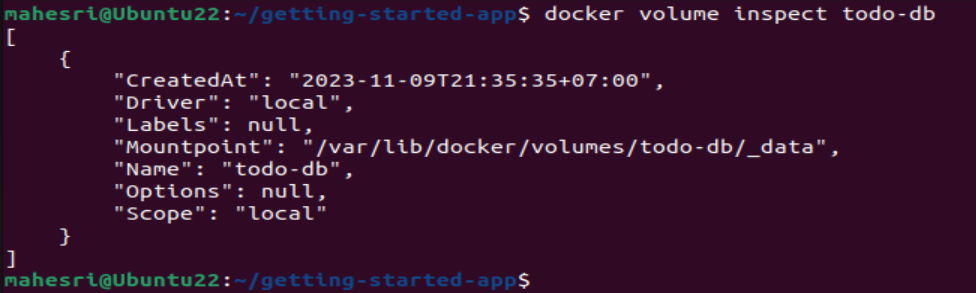 mahesri@Ubuntu22:~/getting-started-app$ docker volume inspect todo-db
[
    {
        "CreatedAt": "2023-11-09T21:35:35+07:00",
        "Driver": "local",
        "Labels": null,
        "Mountpoint": "/var/lib/docker/volumes/todo-db/_data",
        "Name": "todo-db",
        "Options": null,
        "Scope": "local"
    }
]
mahesri@Ubuntu22:~/getting-started-app$